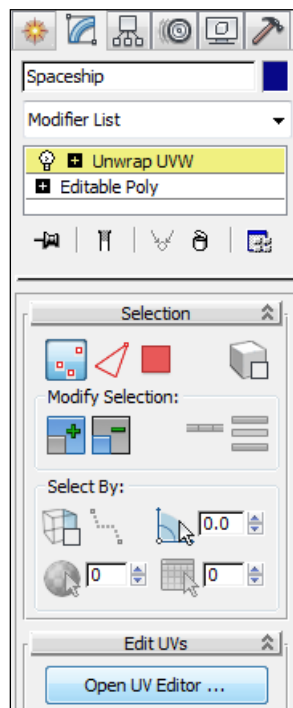 Spaceship
Modifier List
Unwrap UVW
Editable Poly
Selection
Modify Selection:
Select By:
0.0
0 0
Edit UVs
Open UV Editor ...